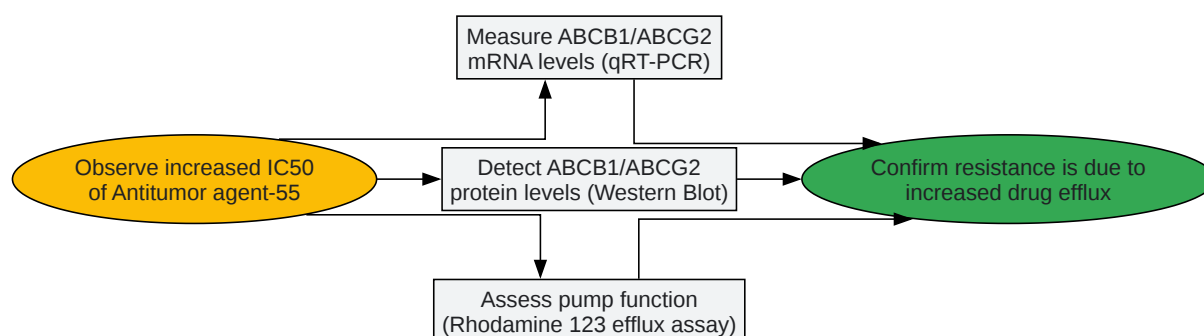 Measure ABCB1/ABCG2
mRNA levels (qRT-PCR)
Observe increased IC50
of Antitumor agent-55
Detect ABCB1/ABCG2
protein levels (Western Blot)
Confirm resistance is due to
increased drug efflux
Assess pump function
(Rhodamine 123 efflux assay)